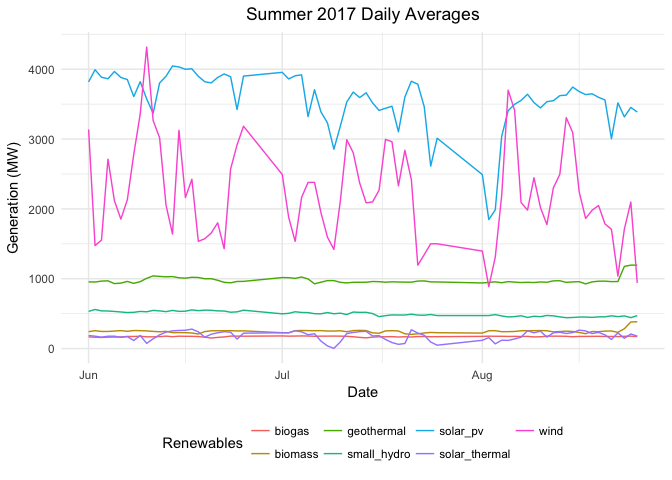 Summer 2017 Daily Averages
4000
3000
2000
1000
0
Generation (MW)
Jun Jul Aug
Date
Renewables
biogas geothermal solar_pv wind
biomass small_hydro solar_thermal